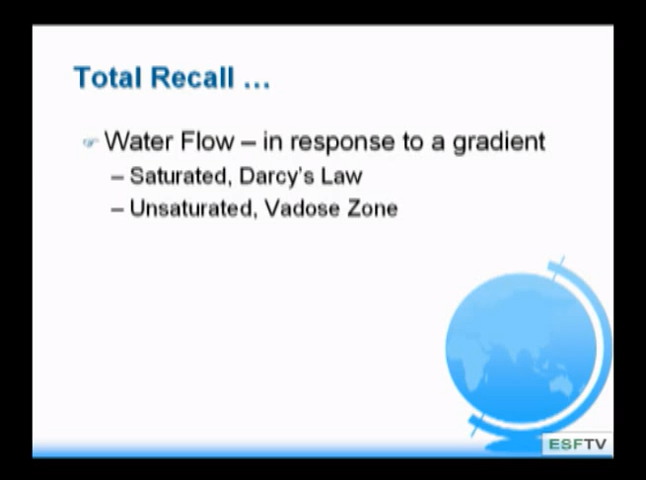 Total Recall ...
Water Flow – in response to a gradient
– Saturated, Darcy's Law
– Unsaturated, Vadose Zone
ESFTV